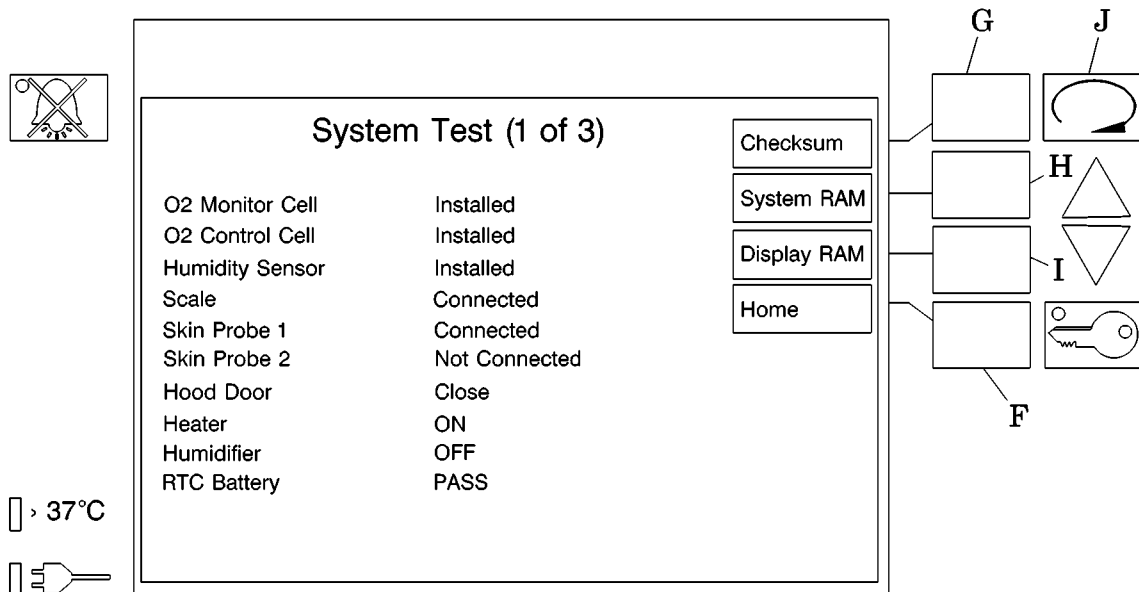 G J
System Test (1 of 3)
Checksum
H
O2 Monitor Cell Installed System RAM
O2 Control Cell Installed
Humidity Sensor Installed Display RAM
I
Scale Connected Home
Skin Probe 1 Connected
Skin Probe 2 Not Connected
Hood Door Close
F
Heater ON
Humidifier OFF
RTC Battery PASS
› 37°C